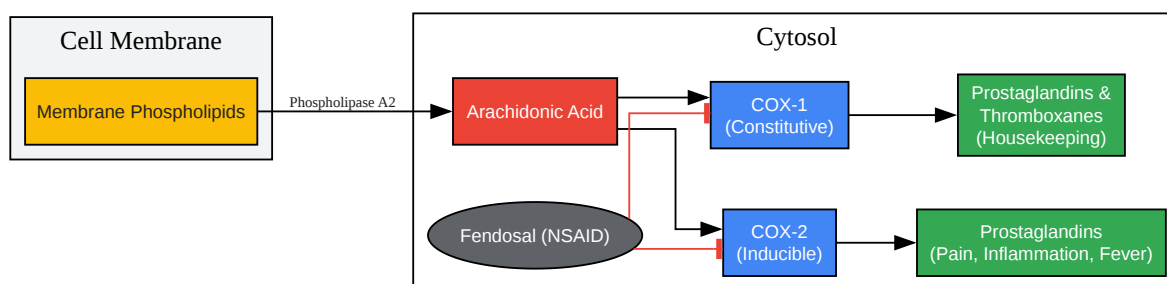 Cell Membrane
Membrane Phospholipids
Phospholipase A2
Cytosol
Arachidonic Acid
COX-1
(Constitutive)
Prostaglandins &
Thromboxanes
(Housekeeping)
Fendosal (NSAID)
COX-2
(Inducible)
Prostaglandins
(Pain, Inflammation, Fever)